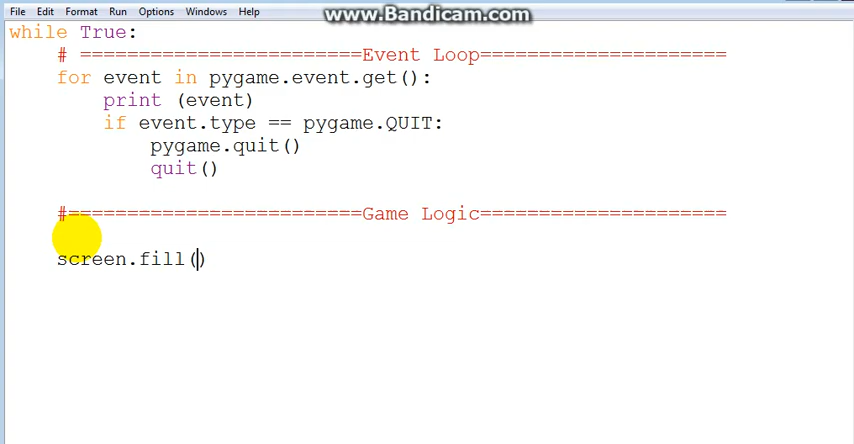 File Edit Format Run Options Windows Help
www.Bandicam.com
while True:
# ========================Event Loop=====================
for event in pygame.event.get():
print (event)
if event.type == pygame.QUIT:
pygame.quit()
quit()
#=========================Game Logic=====================
screen.fill()